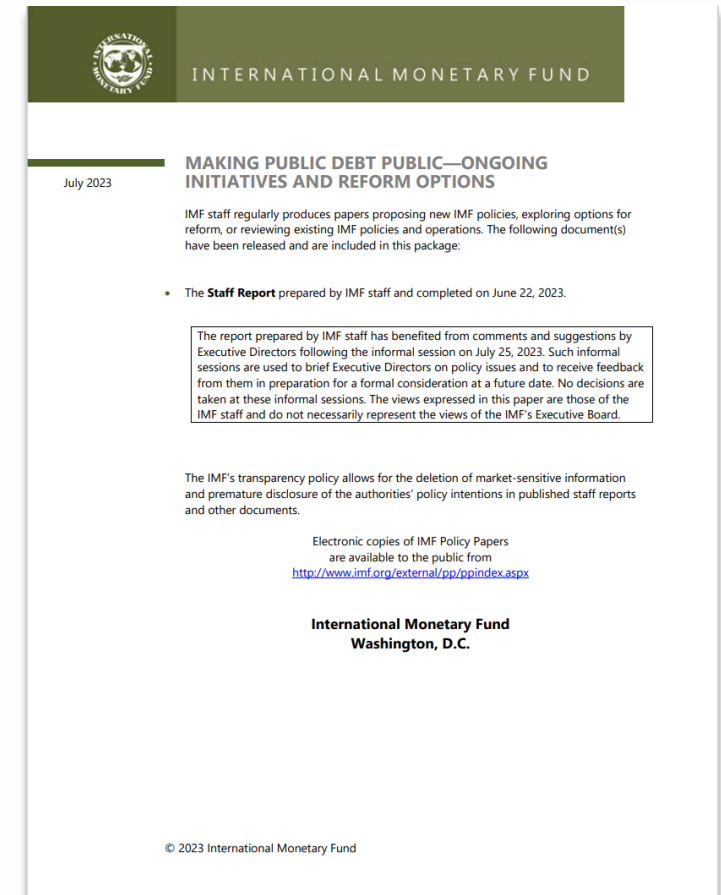 INTERNATIONAL MONETARY FUND
INTERNATIONAL
MONETARY FUND
July 2023
MAKING PUBLIC DEBT PUBLIC—ONGOING
INITIATIVES AND REFORM OPTIONS
IMF staff regularly produces papers proposing new IMF policies, exploring options for
reform, or reviewing existing IMF policies and operations. The following document(s)
have been released and are included in this package:
• The Staff Report prepared by IMF staff and completed on June 22, 2023.
The report prepared by IMF staff has benefited from comments and suggestions by
Executive Directors following the informal session on July 25, 2023. Such informal
sessions are used to brief Executive Directors on policy issues and to receive feedback
from them in preparation for a formal consideration at a future date. No decisions are
taken at these informal sessions. The views expressed in this paper are those of the
IMF staff and do not necessarily represent the views of the IMF's Executive Board.
The IMF's transparency policy allows for the deletion of market-sensitive information
and premature disclosure of the authorities' policy intentions in published staff reports
and other documents.
Electronic copies of IMF Policy Papers
are available to the public from
http://www.imf.org/external/pp/ppindex.aspx
International Monetary Fund
Washington, D.C.
© 2023 International Monetary Fund